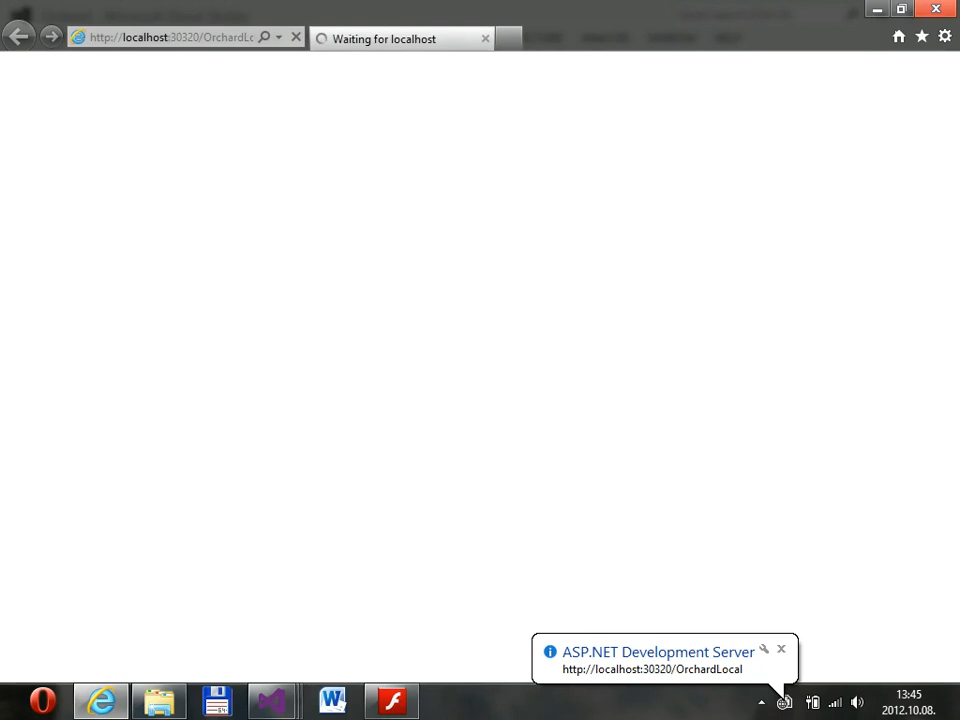 http://localhost:30320/OrchardLc
Waiting for localhost
ASP.NET Development Server
http://localhost:30320/OrchardLocal
13:45
2012.10.08.